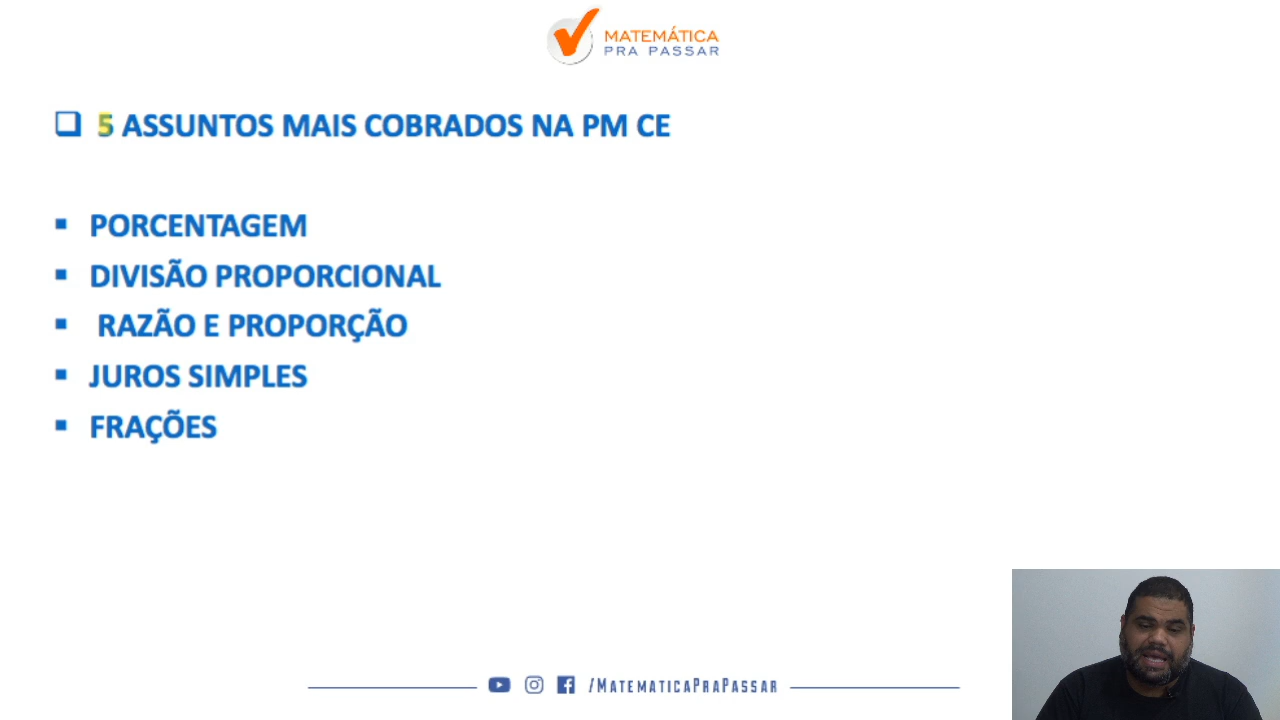 MATEMÁTICA
PRA PASSAR
5 ASSUNTOS MAIS COBRADOS NA PM CE
PORCENTAGEM
DIVISÃO PROPORCIONAL
RAZÃO E PROPORÇÃO
JUROS SIMPLES
FRAÇÕES
/MATEMATICAPRAPASSAR